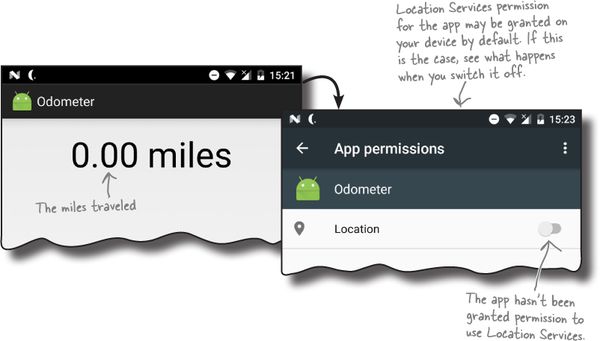 Location Services permission
for the app may be granted on
your device by default. If this
is the case, see what happens
when you switch it off.
15:21
Odometer
0.00 miles
The miles traveled
15:23
App permissions
Odometer
Location
The app hasn't been
granted permission to
use Location Services.